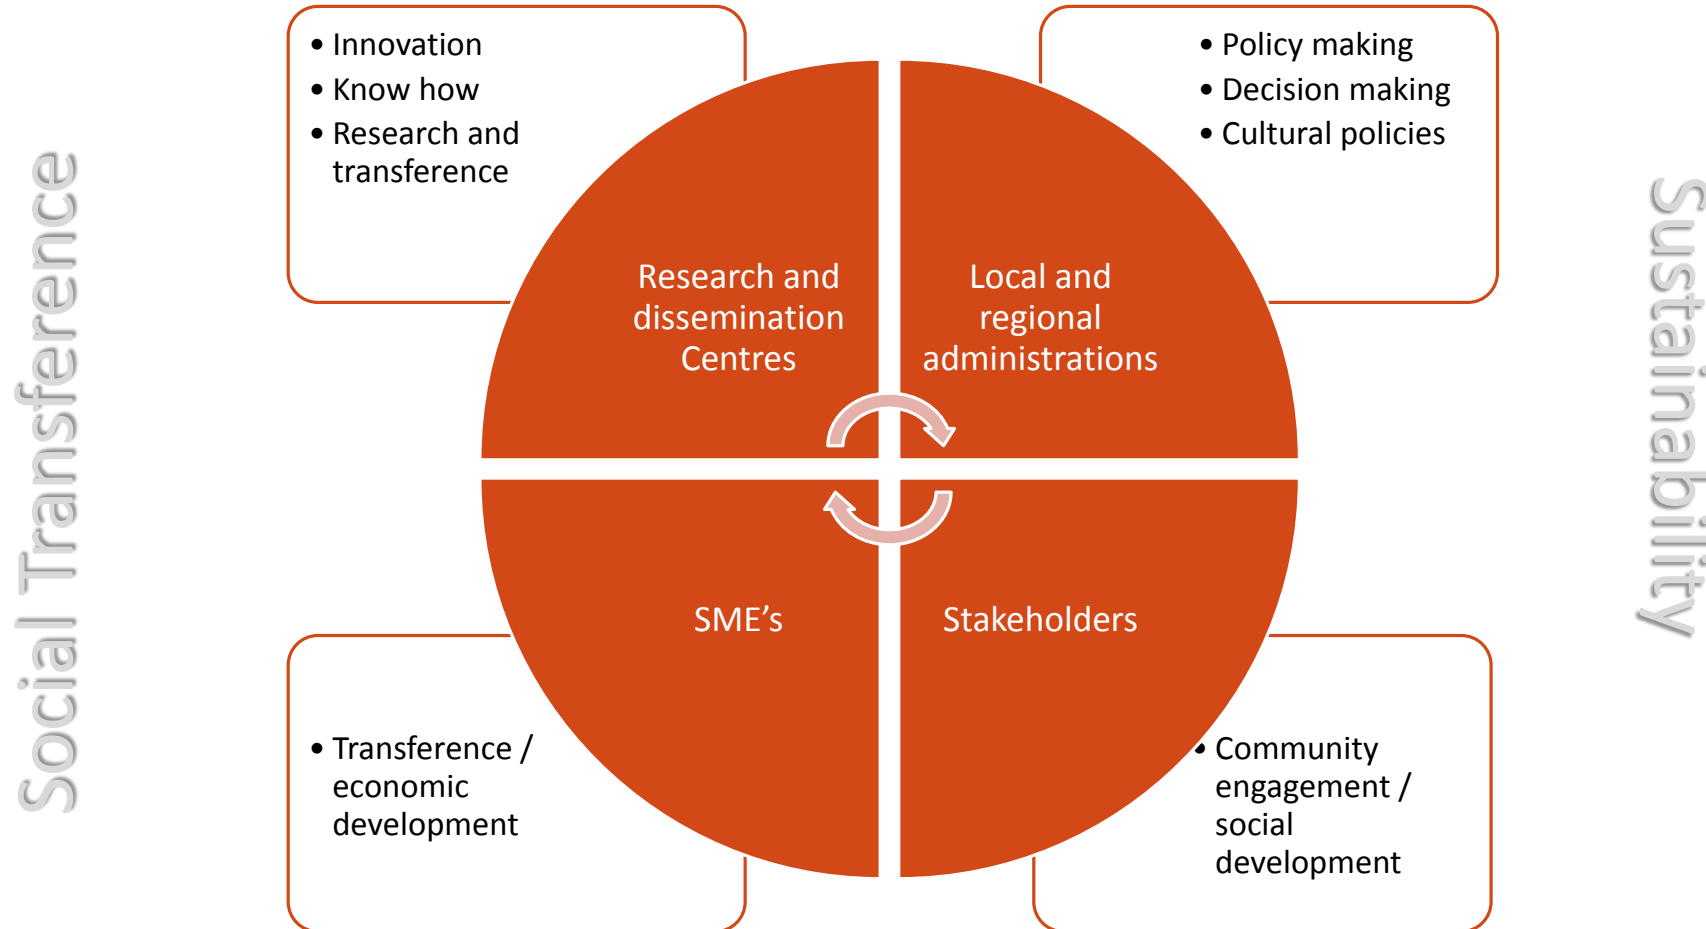 Social Transference
• Innovation
• Know how
• Research and
transference
• Policy making
• Decision making
• Cultural policies
Research and
dissemination
Centres
Local and
regional
administrations
SME’s
Stakeholders
• Transference /
economic
development
• Community
engagement /
social
development
Sustainability